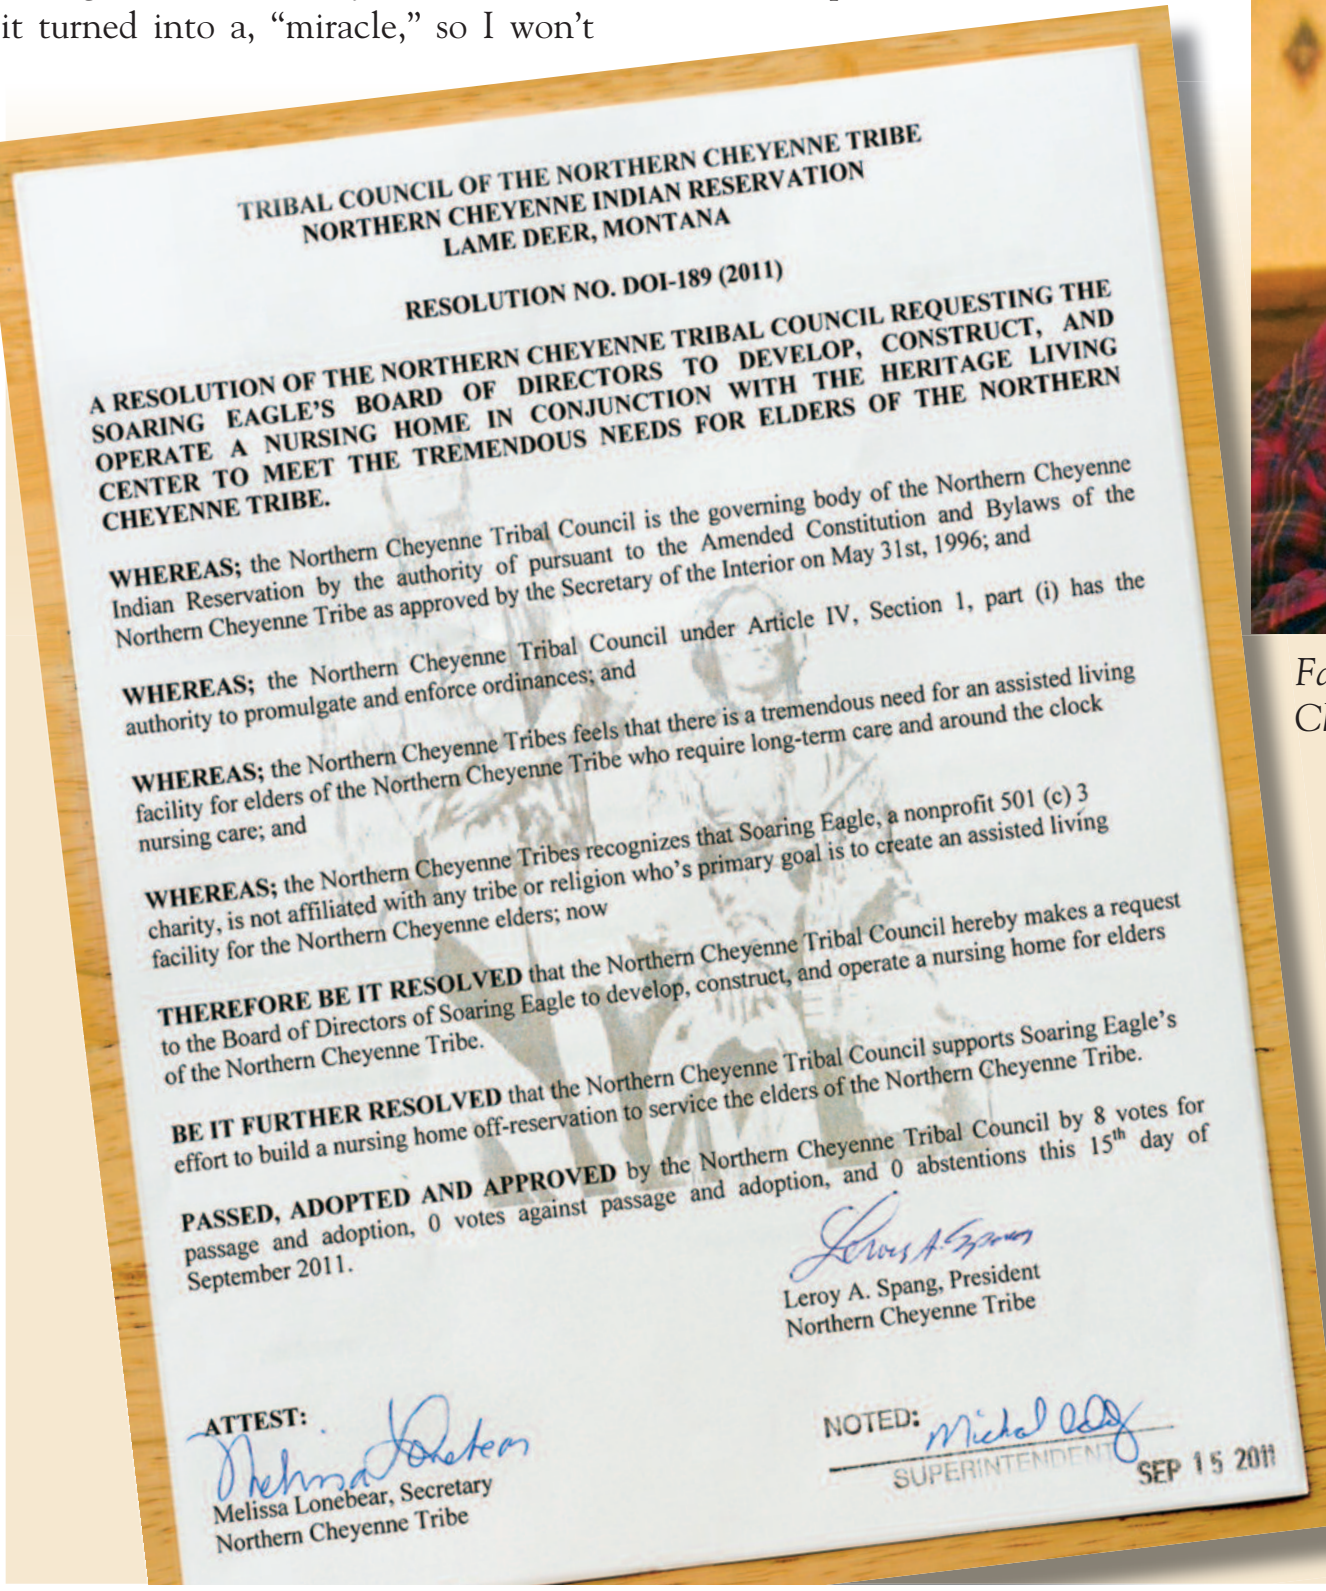 it turned into a, “miracle,” so I won’t
TRIBAL COUNCIL OF THE NORTHERN CHEYENNE TRIBE
NORTHERN CHEYENNE INDIAN RESERVATION
LAME DEER, MONTANA
RESOLUTION NO. DOI-189 (2011)
A RESOLUTION OF THE NORTHERN CHEYENNE TRIBAL COUNCIL REQUESTING THE
SOARING EAGLE’S BOARD OF DIRECTORS TO DEVELOP, CONSTRUCT, AND
OPERATE A NURSING HOME IN CONJUNCTION WITH THE HERITAGE LIVING
CENTER TO MEET THE TREMENDOUS NEEDS FOR ELDERS OF THE NORTHERN
CHEYENNE TRIBE.
WHEREAS; the Northern Cheyenne Tribal Council is the governing body of the Northern Cheyenne
Indian Reservation by the authority of pursuant to the Amended Constitution and Bylaws of the
Northern Cheyenne Tribe as approved by the Secretary of the Interior on May 31st, 1996; and
WHEREAS; the Northern Cheyenne Tribal Council under Article IV, Section 1, part (i) has the
authority to promulgate and enforce ordinances; and
WHEREAS; the Northern Cheyenne Tribes feels that there is a tremendous need for an assisted living
facility for elders of the Northern Cheyenne Tribe who require long-term care and around the clock
nursing care; and
WHEREAS; the Northern Cheyenne Tribes recognizes that Soaring Eagle, a nonprofit 501 (c) 3
charity, is not affiliated with any tribe or religion who’s primary goal is to create an assisted living
facility for the Northern Cheyenne elders; now
THEREFORE BE IT RESOLVED that the Northern Cheyenne Tribal Council hereby makes a request
to the Board of Directors of Soaring Eagle to develop, construct, and operate a nursing home for elders
of the Northern Cheyenne Tribe.
BE IT FURTHER RESOLVED that the Northern Cheyenne Tribal Council supports Soaring Eagle’s
effort to build a nursing home off-reservation to service the elders of the Northern Cheyenne Tribe.
PASSED, ADOPTED AND APPROVED by the Northern Cheyenne Tribal Council by 8 votes for
passage and adoption, 0 votes against passage and adoption, and 0 abstentions this 15th day of
September 2011.
Leroy A. Spang
Leroy A. Spang, President
Northern Cheyenne Tribe
ATTEST:
Melissa Lonebear
Melissa Lonebear, Secretary
Northern Cheyenne Tribe
NOTED:
SUPERINTENDENT
SEP 15 2011